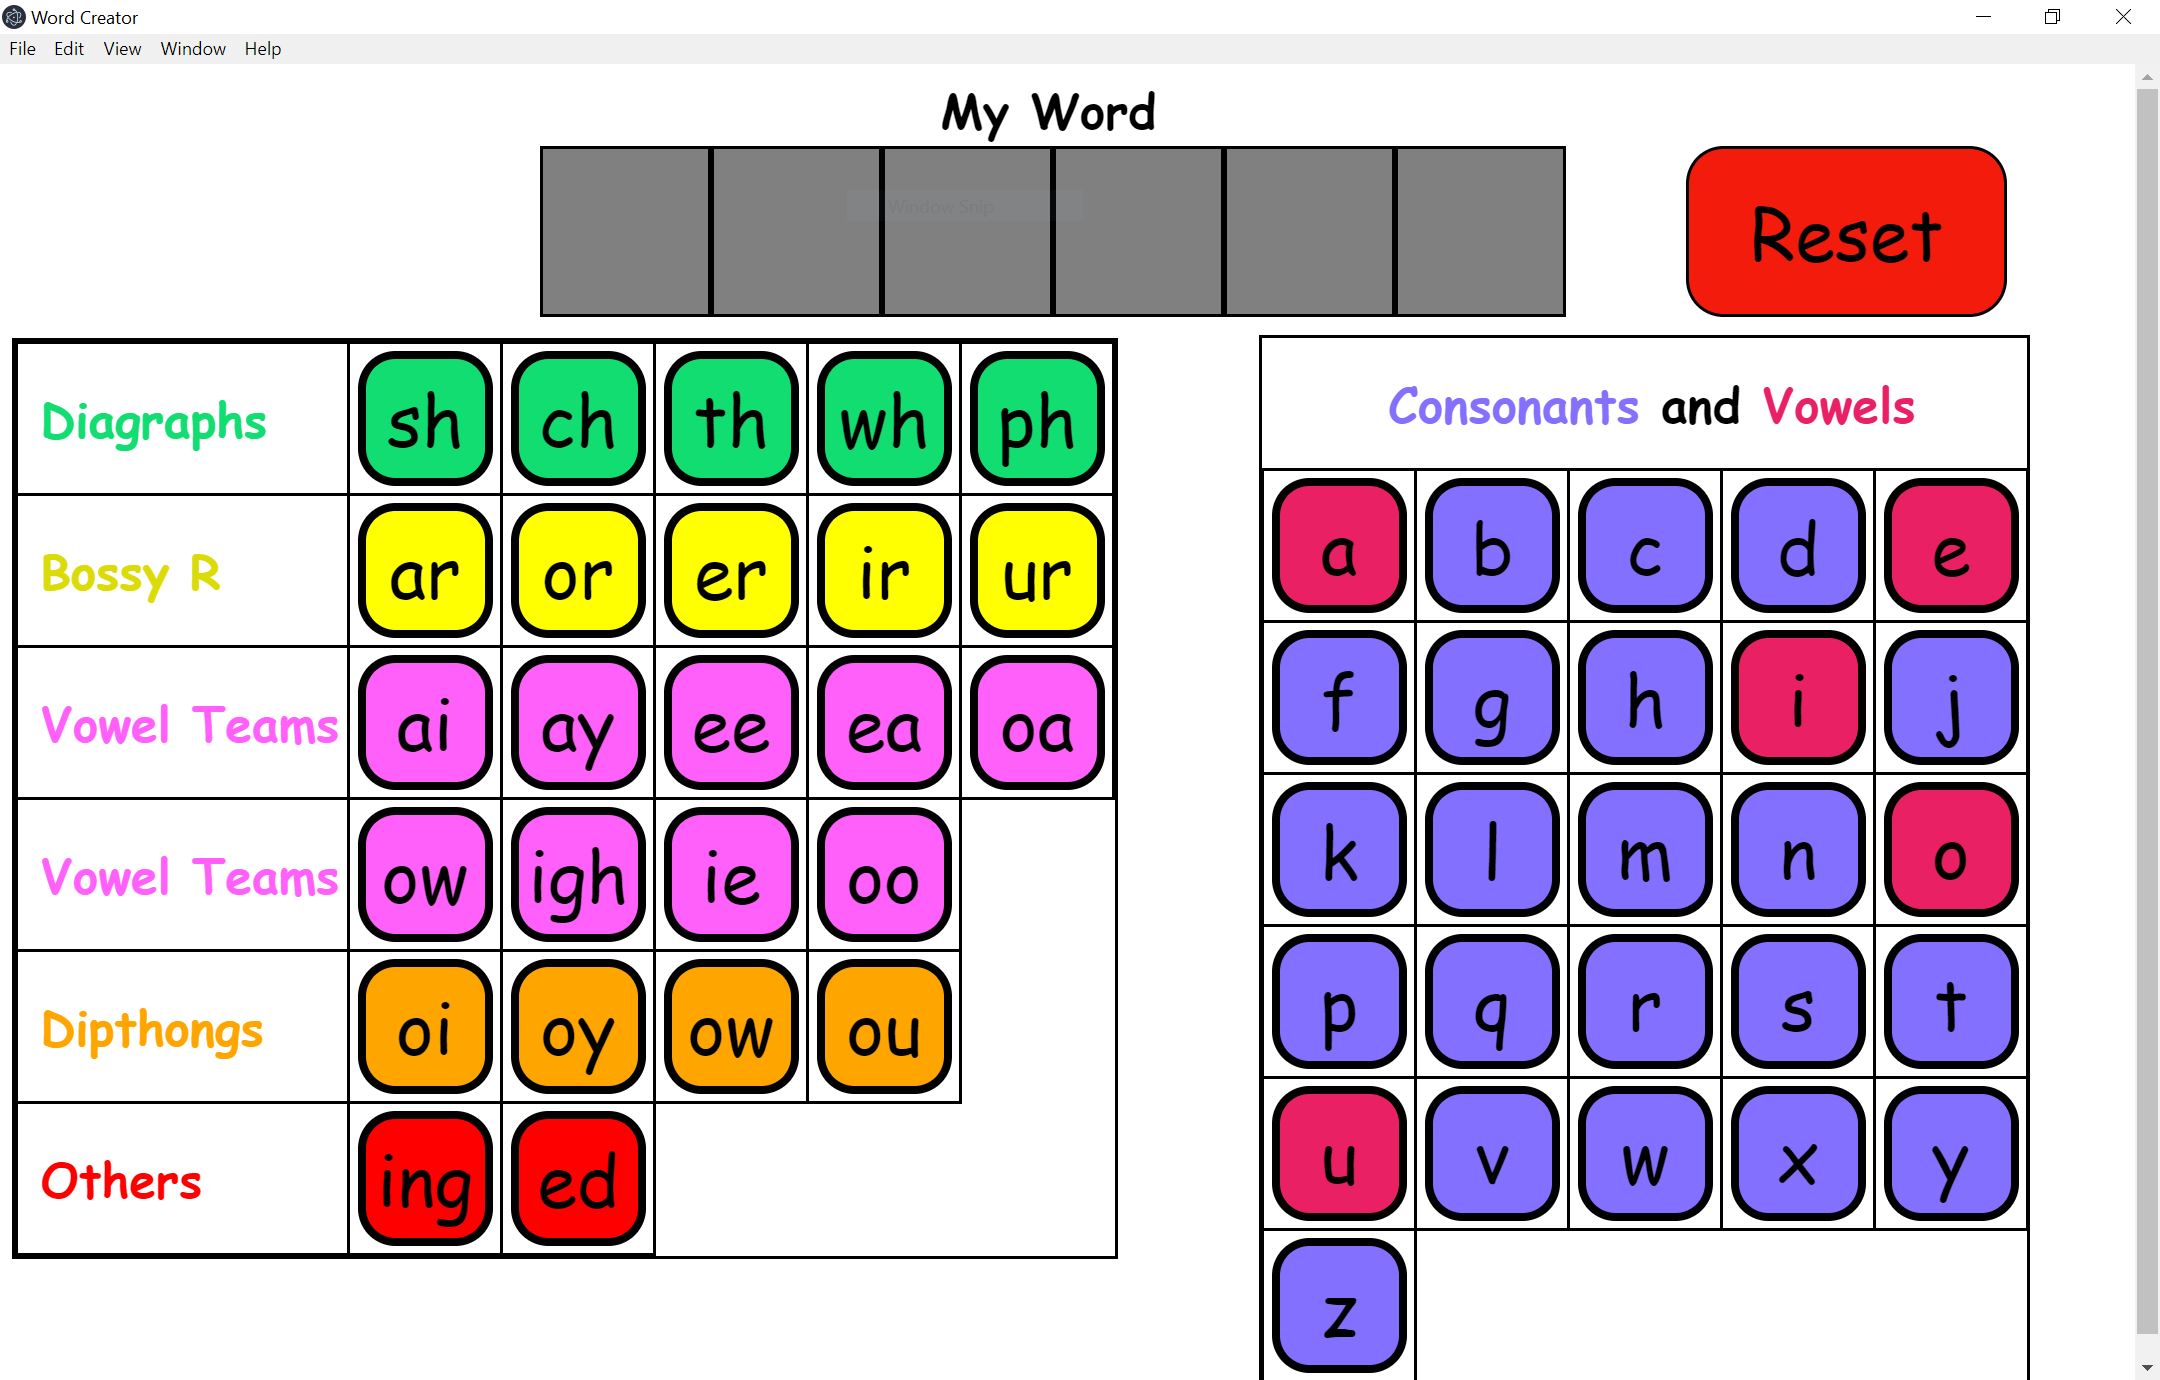 Word Creator
File Edit View Window Help
My Word
Window Snip
Reset
Diagraphs sh ch th wh ph
Bossy R ar or er ir ur
Vowel Teams ai ay ee ea oa
Vowel Teams ow igh ie oo
Dipthongs oi oy ow ou
Others ing ed
Consonants and Vowels
a b c d e
f g h i j
k l m n o
p q r s t
u v w x y
z